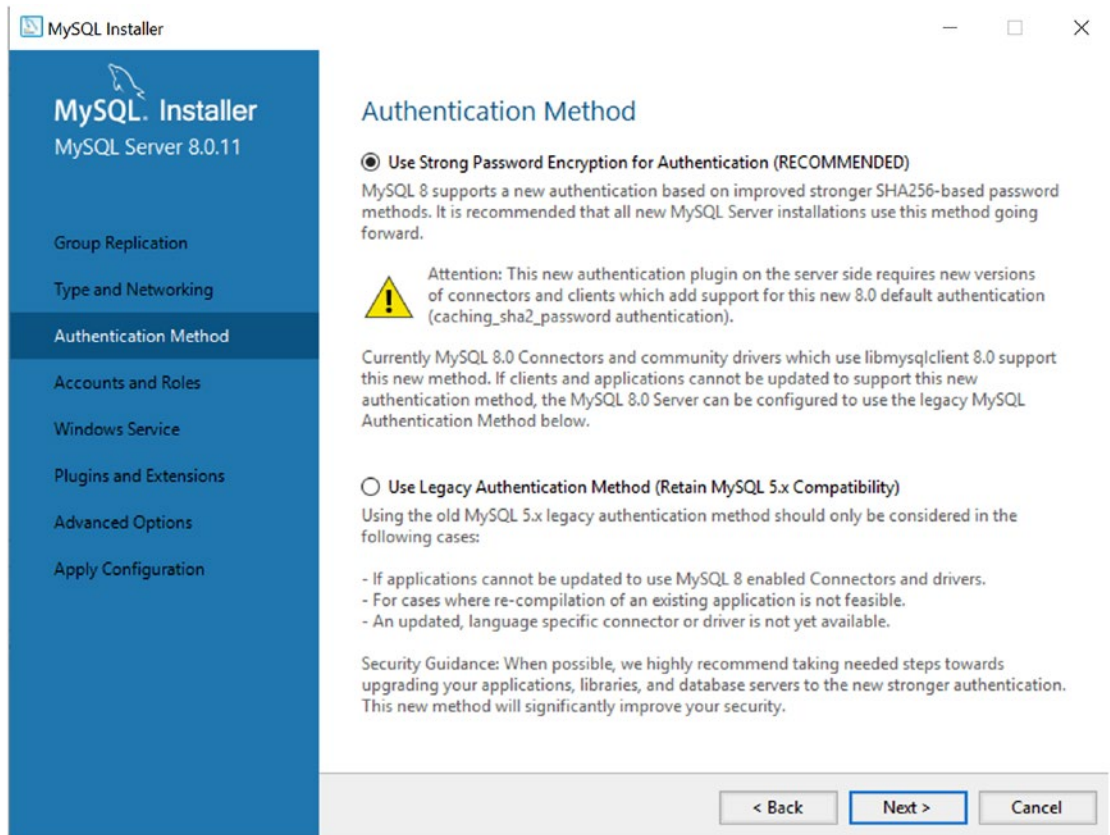 MySQL Installer
MySQL. Installer
MySQL Server 8.0.11
Group Replication
Type and Networking
Authentication Method
Accounts and Roles
Windows Service
Plugins and Extensions
Advanced Options
Apply Configuration
Authentication Method
Use Strong Password Encryption for Authentication (RECOMMENDED)
MySQL 8 supports a new authentication based on improved stronger SHA256-based password
methods. It is recommended that all new MySQL Server installations use this method going
forward.
Attention: This new authentication plugin on the server side requires new versions
of connectors and clients which add support for this new 8.0 default authentication
(caching_sha2_password authentication).
Currently MySQL 8.0 Connectors and community drivers which use libmysqlclient 8.0 support
this new method. If clients and applications cannot be updated to support this new
authentication method, the MySQL 8.0 Server can be configured to use the legacy MySQL
Authentication Method below.
Use Legacy Authentication Method (Retain MySQL 5.x Compatibility)
Using the old MySQL 5.x legacy authentication method should only be considered in the
following cases:
- If applications cannot be updated to use MySQL 8 enabled Connectors and drivers.
- For cases where re-compilation of an existing application is not feasible.
- An updated, language specific connector or driver is not yet available.
Security Guidance: When possible, we highly recommend taking needed steps towards
upgrading your applications, libraries, and database servers to the new stronger authentication.
This new method will significantly improve your security.
< Back Next > Cancel